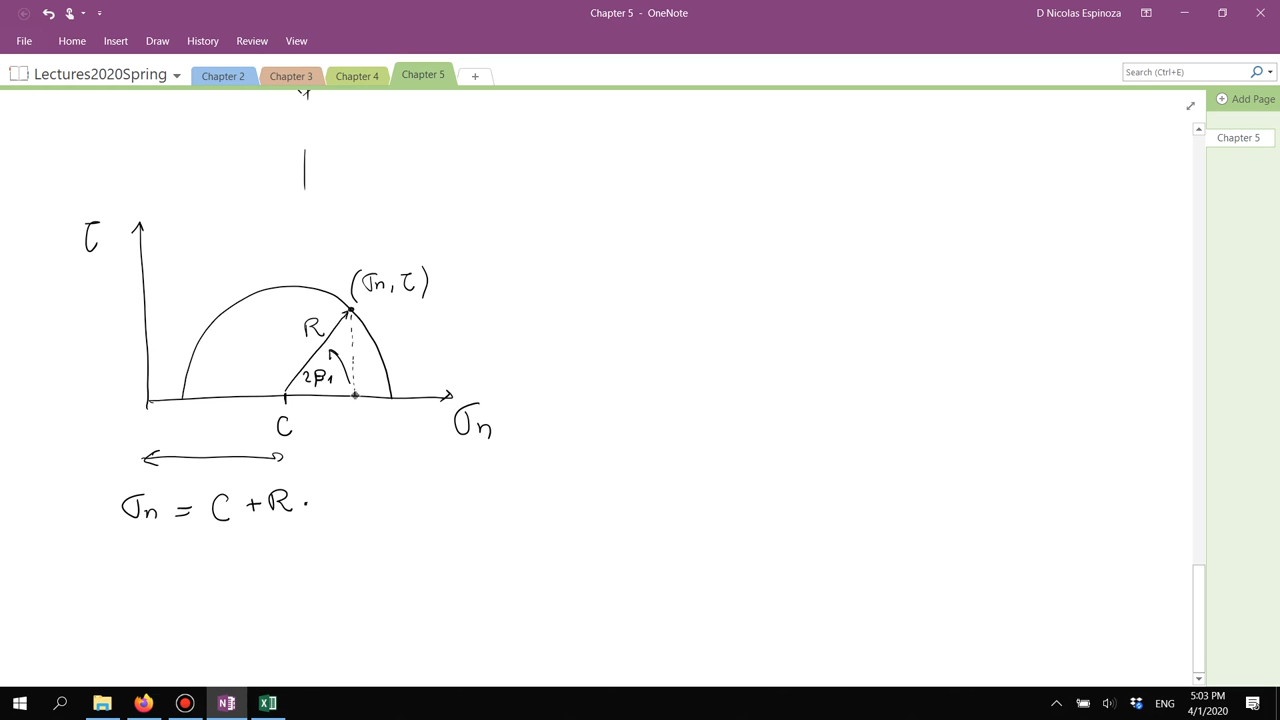 Chapter 5 - OneNote
D Nicolas Espinoza
File Home Insert Draw History Review View
Lectures2020Spring
Chapter 2 Chapter 3 Chapter 4 Chapter 5 +
Search (Ctrl+E)
Add Page
Chapter 5
τ
(σn, τ)
R
2β1
C
σn
σn = C + R ·
ENG
5:03 PM
4/1/2020